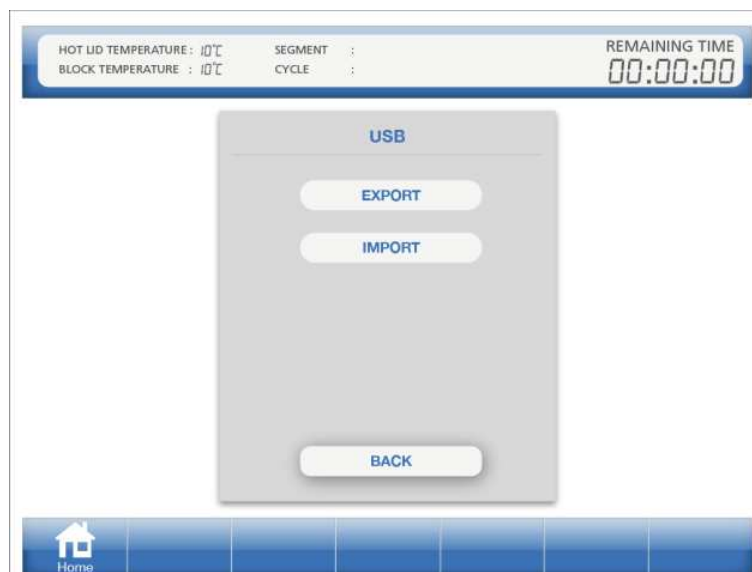 HOT LID TEMPERATURE : 10°C SEGMENT : REMAINING TIME
BLOCK TEMPERATURE : 10°C CYCLE : 00:00:00
USB
EXPORT
IMPORT
BACK
Home